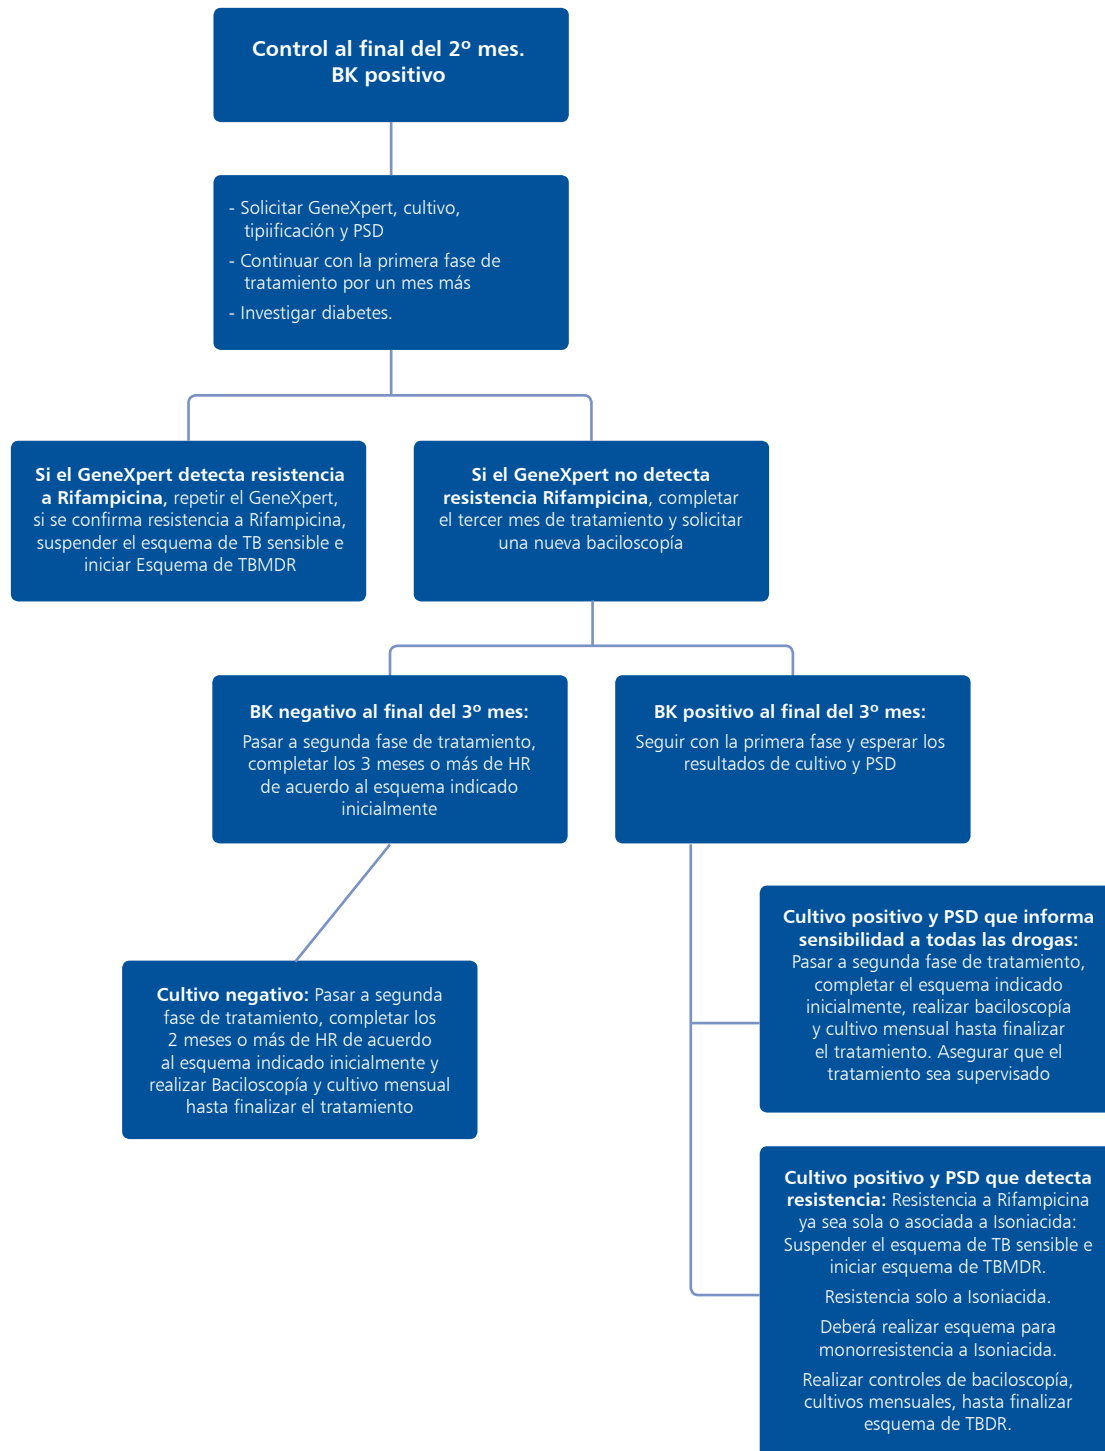 Control al final del 2º mes.
BK positivo
- Solicitar GeneXpert, cultivo,
tipiificación y PSD
- Continuar con la primera fase de
tratamiento por un mes más
- Investigar diabetes.
Si el GeneXpert detecta resistencia
a Rifampicina, repetir el GeneXpert,
si se confirma resistencia a Rifampicina,
suspender el esquema de TB sensible e
iniciar Esquema de TBMDR
Si el GeneXpert no detecta
resistencia Rifampicina, completar
el tercer mes de tratamiento y solicitar
una nueva baciloscopía
BK negativo al final del 3º mes:
Pasar a segunda fase de tratamiento,
completar los 3 meses o más de HR
de acuerdo al esquema indicado
inicialmente
BK positivo al final del 3º mes:
Seguir con la primera fase y esperar los
resultados de cultivo y PSD
Cultivo negativo: Pasar a segunda
fase de tratamiento, completar los
2 meses o más de HR de acuerdo
al esquema indicado inicialmente y
realizar Baciloscopía y cultivo mensual
hasta finalizar el tratamiento
Cultivo positivo y PSD que informa
sensibilidad a todas las drogas:
Pasar a segunda fase de tratamiento,
completar el esquema indicado
inicialmente, realizar baciloscopía
y cultivo mensual hasta finalizar
el tratamiento. Asegurar que el
tratamiento sea supervisado
Cultivo positivo y PSD que detecta
resistencia: Resistencia a Rifampicina
ya sea sola o asociada a Isoniacida:
Suspender el esquema de TB sensible e
iniciar esquema de TBMDR.
Resistencia solo a Isoniacida.
Deberá realizar esquema para
monorresistencia a Isoniacida.
Realizar controles de baciloscopía,
cultivos mensuales, hasta finalizar
esquema de TBDR.